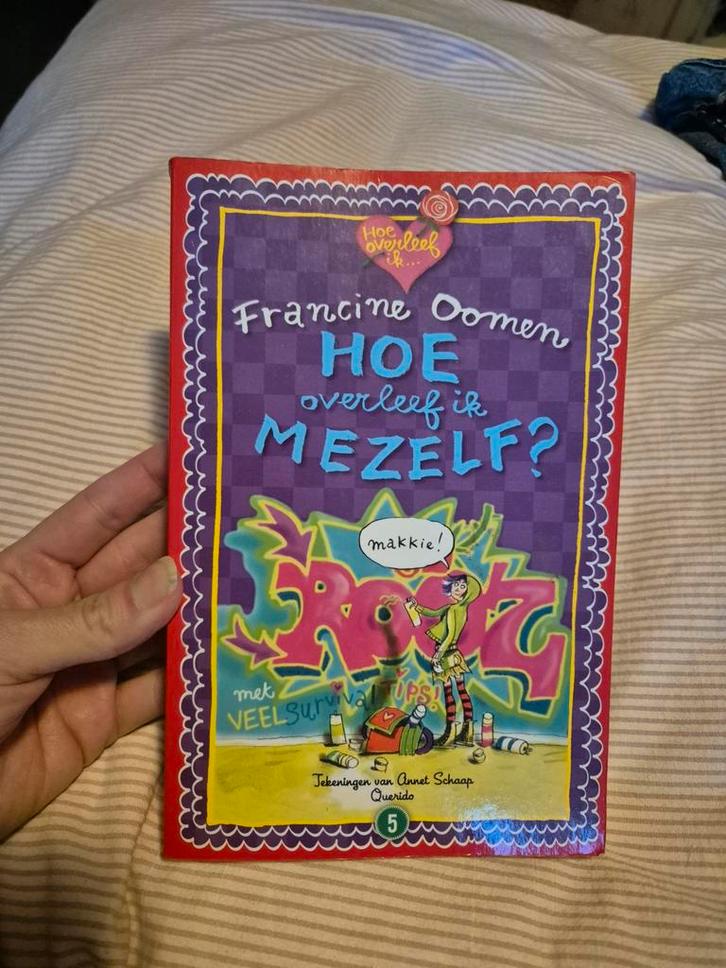 Hoe
overleef
ik...
Francine Oomen
HOE
overleef ik
MEZELF?
makkie!
ROOZ
met
VEEL survival TIPS!
Tekeningen van Annet Schaap
Querido
5